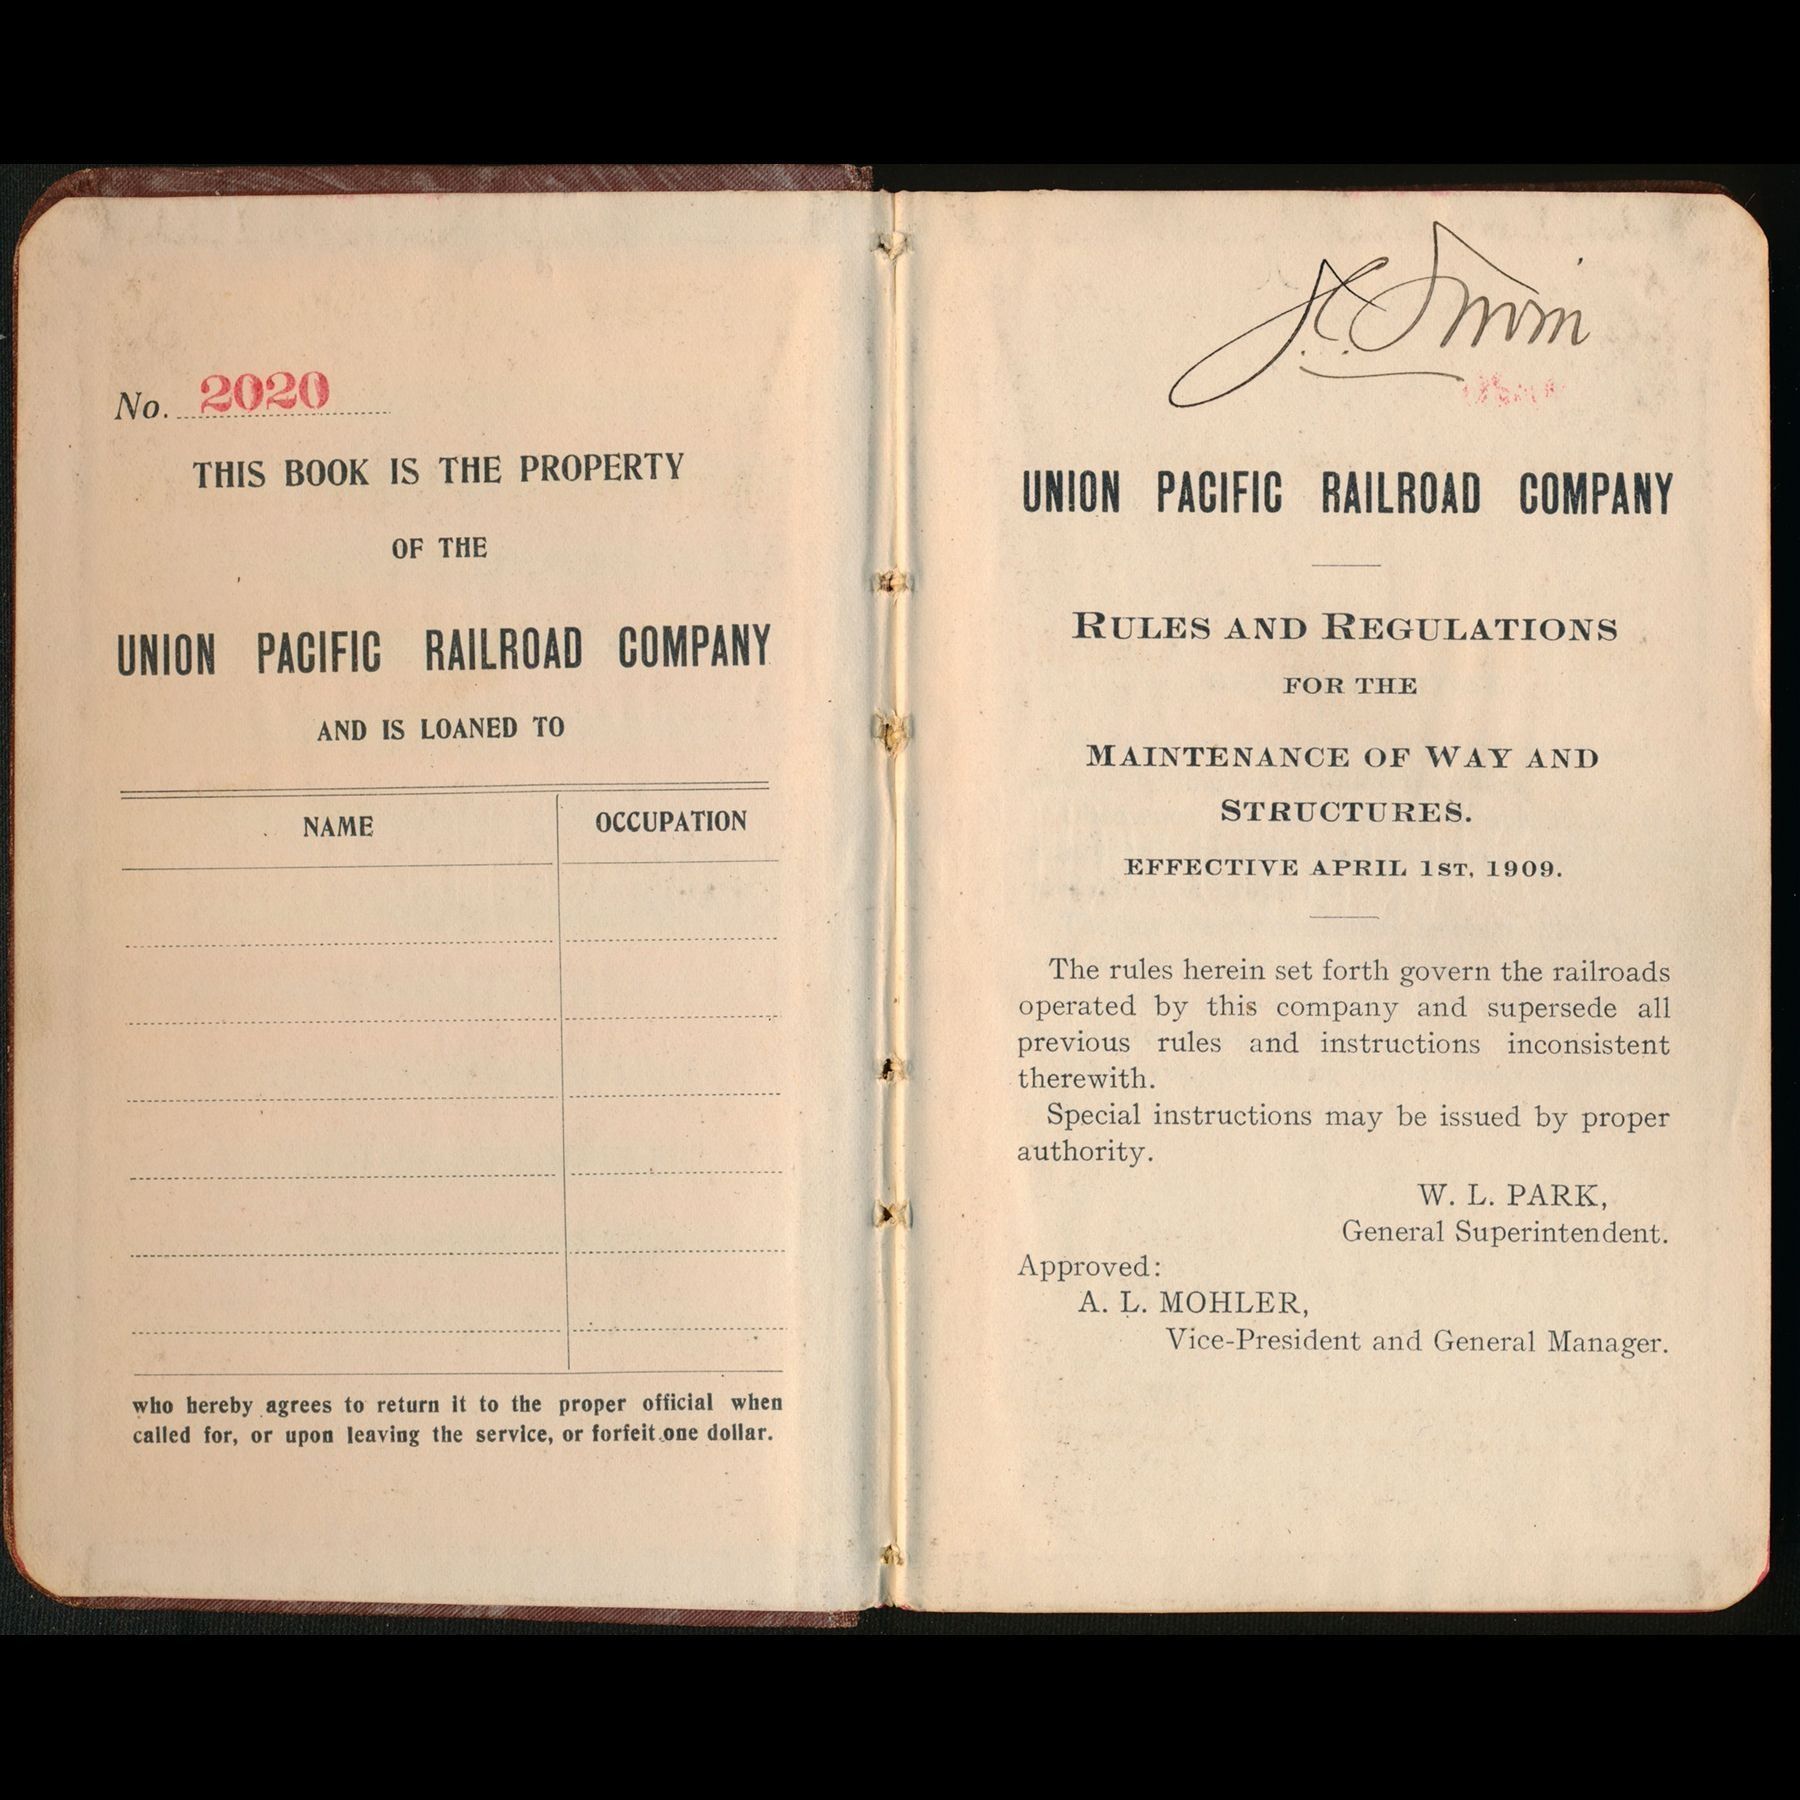 No. 2020
THIS BOOK IS THE PROPERTY
OF THE
UNION PACIFIC RAILROAD COMPANY
AND IS LOANED TO
NAME OCCUPATION
who hereby agrees to return it to the proper official when
called for, or upon leaving the service, or forfeit one dollar.
UNION PACIFIC RAILROAD COMPANY
RULES AND REGULATIONS
FOR THE
MAINTENANCE OF WAY AND
STRUCTURES.
EFFECTIVE APRIL 1ST, 1909.
The rules herein set forth govern the railroads
operated by this company and supersede all
previous rules and instructions inconsistent
therewith.
Special instructions may be issued by proper
authority.
W. L. PARK,
General Superintendent.
Approved:
A. L. MOHLER,
Vice-President and General Manager.